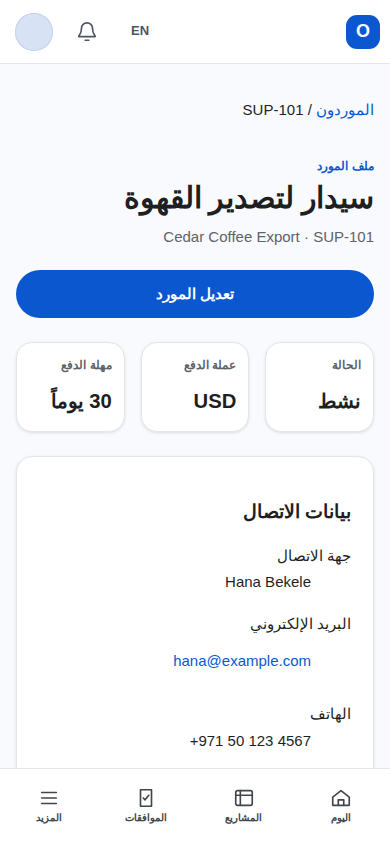 O
EN
الموردون / SUP-101
ملف المورد
سيدار لتصدير القهوة
Cedar Coffee Export · SUP-101
تعديل المورد
الحالة
نشط
عملة الدفع
USD
مهلة الدفع
30 يوماً
بيانات الاتصال
جهة الاتصال
Hana Bekele
البريد الإلكتروني
hana@example.com
الهاتف
+971 50 123 4567
اليوم
المشاريع
الموافقات
المزيد